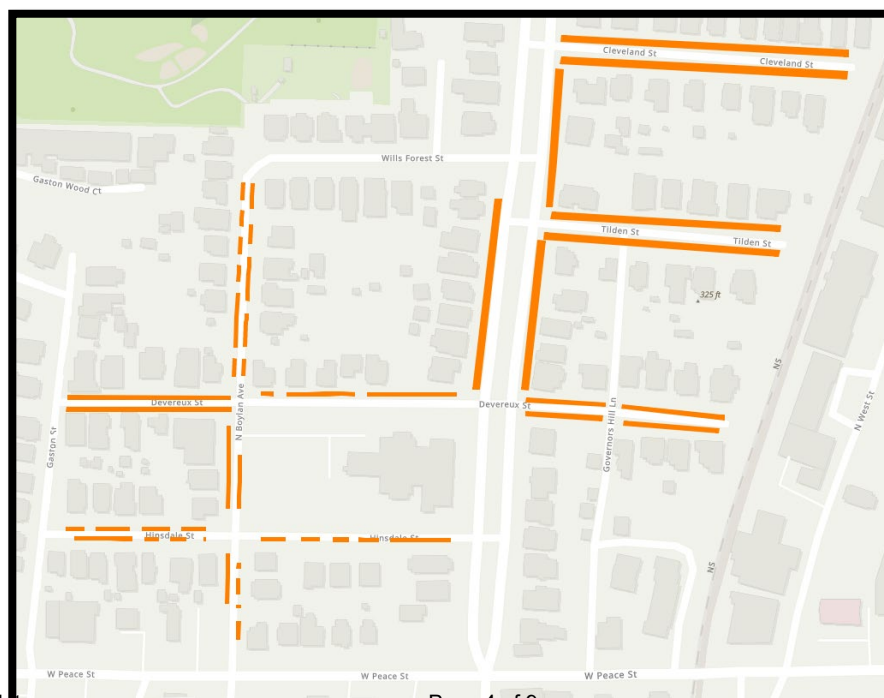 Cleveland St
Cleveland St
Wills Forest St
Gaston Wood Ct
Tilden St
Tilden St
325 ft
NS
N West St
N Boylan Ave
Devereux St
Devereux St
Governors Hill Ln
Gaston St
Hinsdale St
Hinsdale St
NS
W Peace St
W Peace St
W Peace St